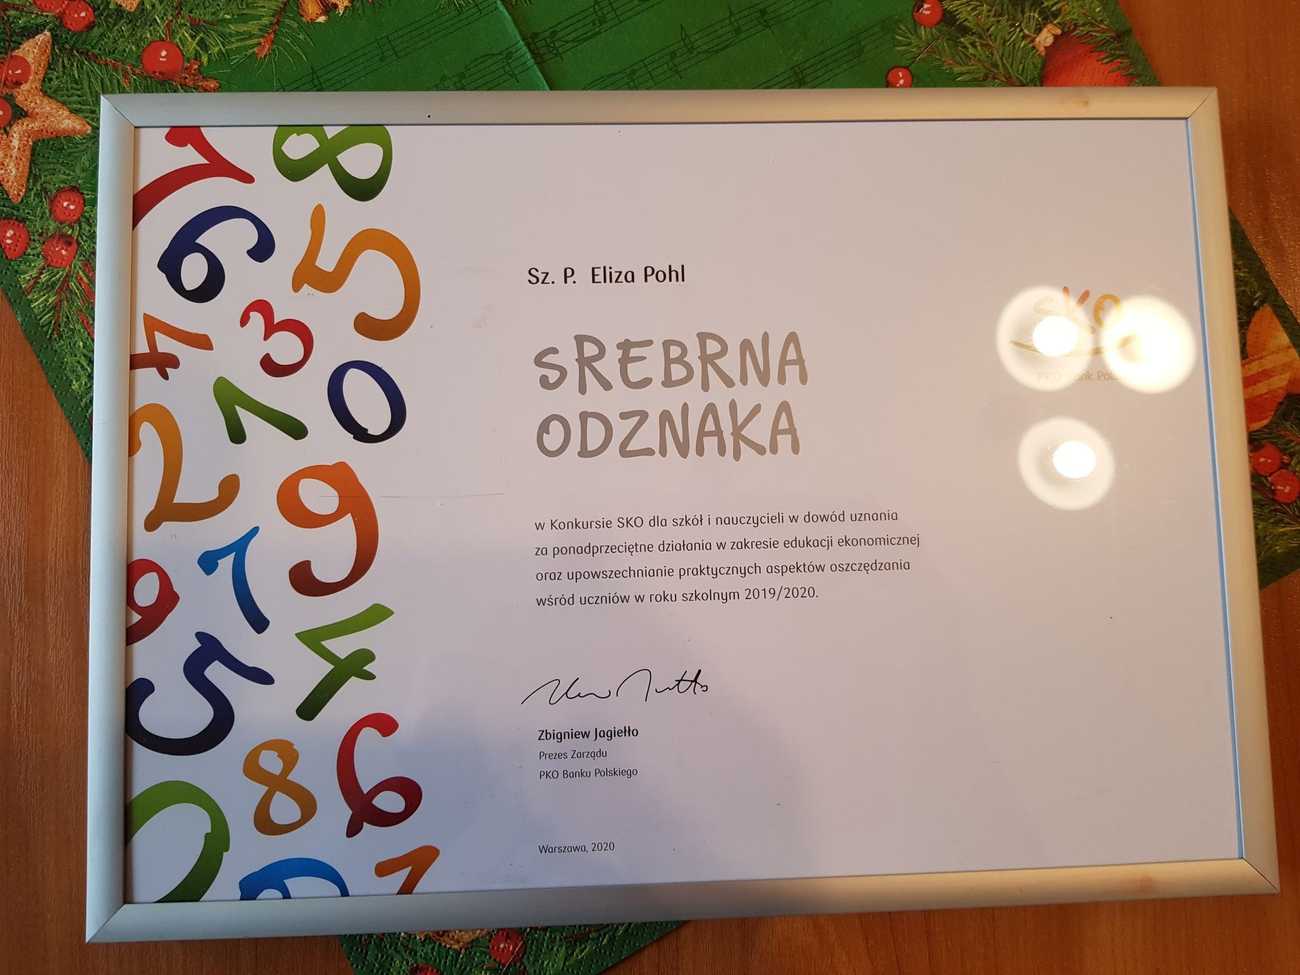 Sz. P. Eliza Pohl
SREBRNA
ODZNAKA
SKO
w Konkursie SKO dla szkół i nauczycieli w dowód uznania
za ponadprzeciętne działania w zakresie edukacji ekonomicznej
oraz upowszechnianie praktycznych aspektów oszczędzania
wśród uczniów w roku szkolnym 2019/2020.
Zbigniew Jagiełło
Prezes Zarządu
PKO Banku Polskiego
Warszawa, 2020